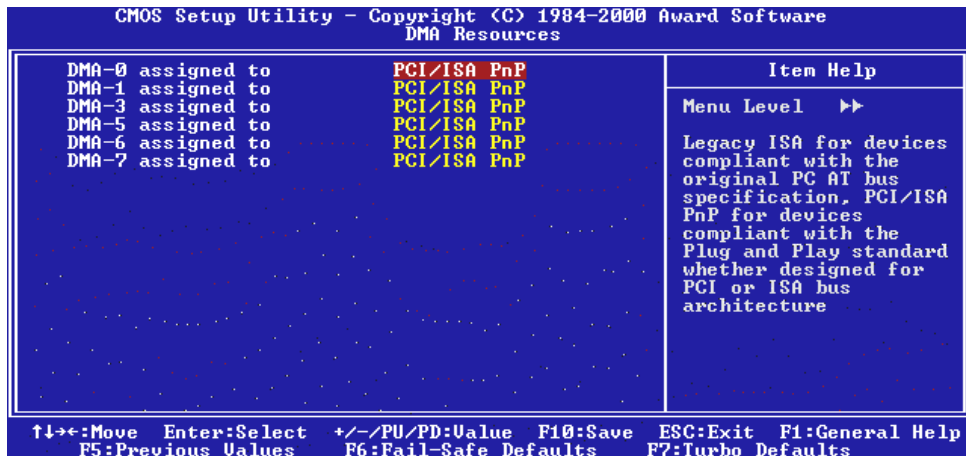 CMOS Setup Utility - Copyright (C) 1984-2000 Award Software
DMA Resources
DMA-0 assigned to PCI/ISA PnP
DMA-1 assigned to PCI/ISA PnP
DMA-3 assigned to PCI/ISA PnP
DMA-5 assigned to PCI/ISA PnP
DMA-6 assigned to PCI/ISA PnP
DMA-7 assigned to PCI/ISA PnP
Item Help
Menu Level ▸▸
Legacy ISA for devices
compliant with the
original PC AT bus
specification, PCI/ISA
PnP for devices
compliant with the
Plug and Play standard
whether designed for
PCI or ISA bus
architecture
↑↓→←:Move Enter:Select +/-/PU/PD:Value F10:Save ESC:Exit F1:General Help
F5:Previous Values F6:Fail-Safe Defaults F7:Turbo Defaults